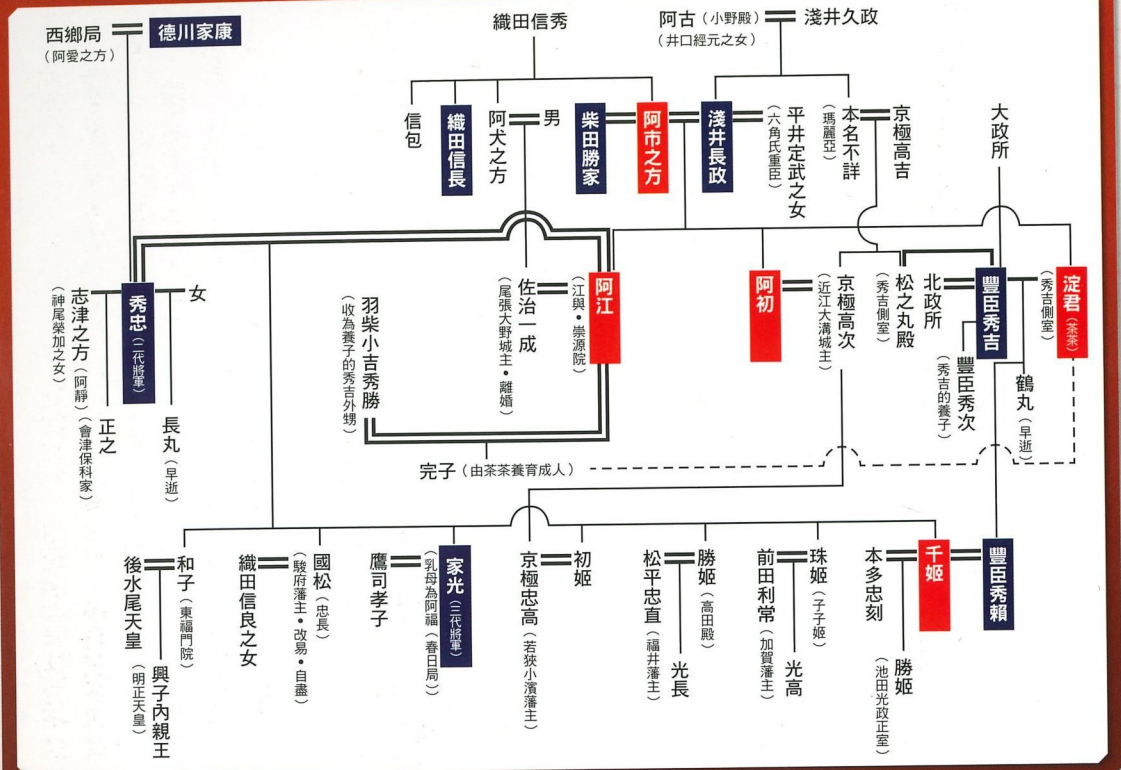 西鄉局
（阿愛之方）
德川家康
織田信秀
阿古（小野殿）
（井口經元之女）
淺井久政
信包
織田信長
阿犬之方
男
柴田勝家
阿市之方
淺井長政
平井定武之女
（六角氏重臣）
本名不詳
（瑪麗亞）
京極高吉
大政所
志津之方（阿靜）
（神尾榮加之女）
正之
（會津保科家）
秀忠（二代將軍）
女
長丸（早逝）
羽柴小吉秀勝
（收為養子的秀吉外甥）
佐治一成
（尾張大野城主・離婚）
阿江
（江與・崇源院）
阿初
京極高次
（近江大溝城主）
松之丸殿
（秀吉側室）
北政所
豐臣秀吉
豐臣秀次
（秀吉的養子）
鶴丸（早逝）
淀君（茶茶）
（秀吉側室）
完子（由茶茶養育成人）
後水尾天皇
和子（東福門院）
興子內親王
（明正天皇）
織田信良之女
國松（忠長）
（駿府藩主・改易・自盡）
鷹司孝子
家光（三代將軍）
（乳母為阿福（春日局））
京極忠高（若狹小濱藩主）
初姬
松平忠直（福井藩主）
勝姬（高田殿）
光長
前田利常（加賀藩主）
珠姬（子子姬）
光高
本多忠刻
千姬
勝姬
（池田光政正室）
豐臣秀賴